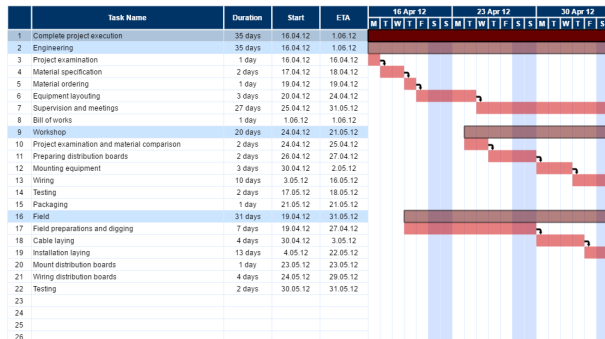 16 Apr 12 23 Apr 12 30 Apr 12
Task Name Duration Start ETA M T W T F S S M T W T F S S M T W T F S
1 Complete project execution 35 days 16.04.12 1.06.12
2 Engineering 35 days 16.04.12 1.06.12
3 Project examination 1 day 16.04.12 16.04.12
4 Material specification 2 days 17.04.12 18.04.12
5 Material ordering 1 day 19.04.12 19.04.12
6 Equipment layouting 3 days 20.04.12 24.04.12
7 Supervision and meetings 27 days 25.04.12 31.05.12
8 Bill of works 1 day 1.06.12 1.06.12
9 Workshop 20 days 24.04.12 21.05.12
10 Project examination and material comparison 2 days 24.04.12 25.04.12
11 Preparing distribution boards 2 days 26.04.12 27.04.12
12 Mounting equipment 3 days 30.04.12 2.05.12
13 Wiring 10 days 3.05.12 16.05.12
14 Testing 2 days 17.05.12 18.05.12
15 Packaging 1 day 21.05.12 21.05.12
16 Field 31 days 19.04.12 31.05.12
17 Field preparations and digging 7 days 19.04.12 27.04.12
18 Cable laying 4 days 30.04.12 3.05.12
19 Installation laying 13 days 4.05.12 22.05.12
20 Mount distribution boards 1 day 23.05.12 23.05.12
21 Wiring distribution boards 4 days 24.05.12 29.05.12
22 Testing 2 days 30.05.12 31.05.12
23
24
25
26